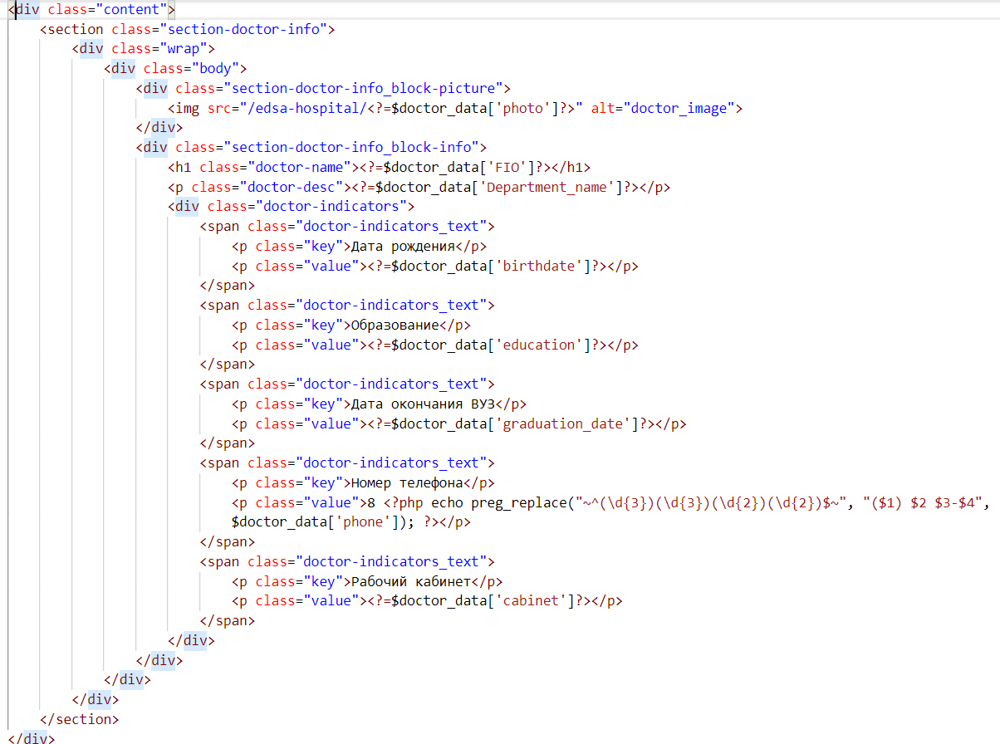 <div class="content">
<section class="section-doctor-info">
<div class="wrap">
<div class="body">
<div class="section-doctor-info_block-picture">
<img src="/edsa-hospital/<?=$doctor_data['photo']?>" alt="doctor_image">
</div>
<div class="section-doctor-info_block-info">
<h1 class="doctor-name"><?=$doctor_data['FIO']?></h1>
<p class="doctor-desc"><?=$doctor_data['Department_name']?></p>
<div class="doctor-indicators">
<span class="doctor-indicators_text">
<p class="key">Дата рождения</p>
<p class="value"><?=$doctor_data['birthdate']?></p>
</span>
<span class="doctor-indicators_text">
<p class="key">Образование</p>
<p class="value"><?=$doctor_data['education']?></p>
</span>
<span class="doctor-indicators_text">
<p class="key">Дата окончания ВУЗ</p>
<p class="value"><?=$doctor_data['graduation_date']?></p>
</span>
<span class="doctor-indicators_text">
<p class="key">Номер телефона</p>
<p class="value">8 <?php echo preg_replace("~^(\d{3})(\d{3})(\d{2})(\d{2})$~", "($1) $2 $3-$4",
$doctor_data['phone']); ?></p>
</span>
<span class="doctor-indicators_text">
<p class="key">Рабочий кабинет</p>
<p class="value"><?=$doctor_data['cabinet']?></p>
</span>
</div>
</div>
</div>
</div>
</section>
</div>